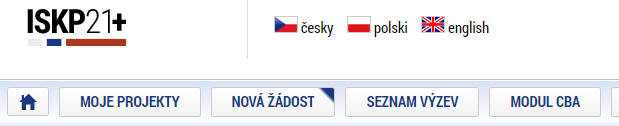 ISKP21+
česky polski english
MOJE PROJEKTY NOVÁ ŽÁDOST SEZNAM VÝZEV MODUL CBA